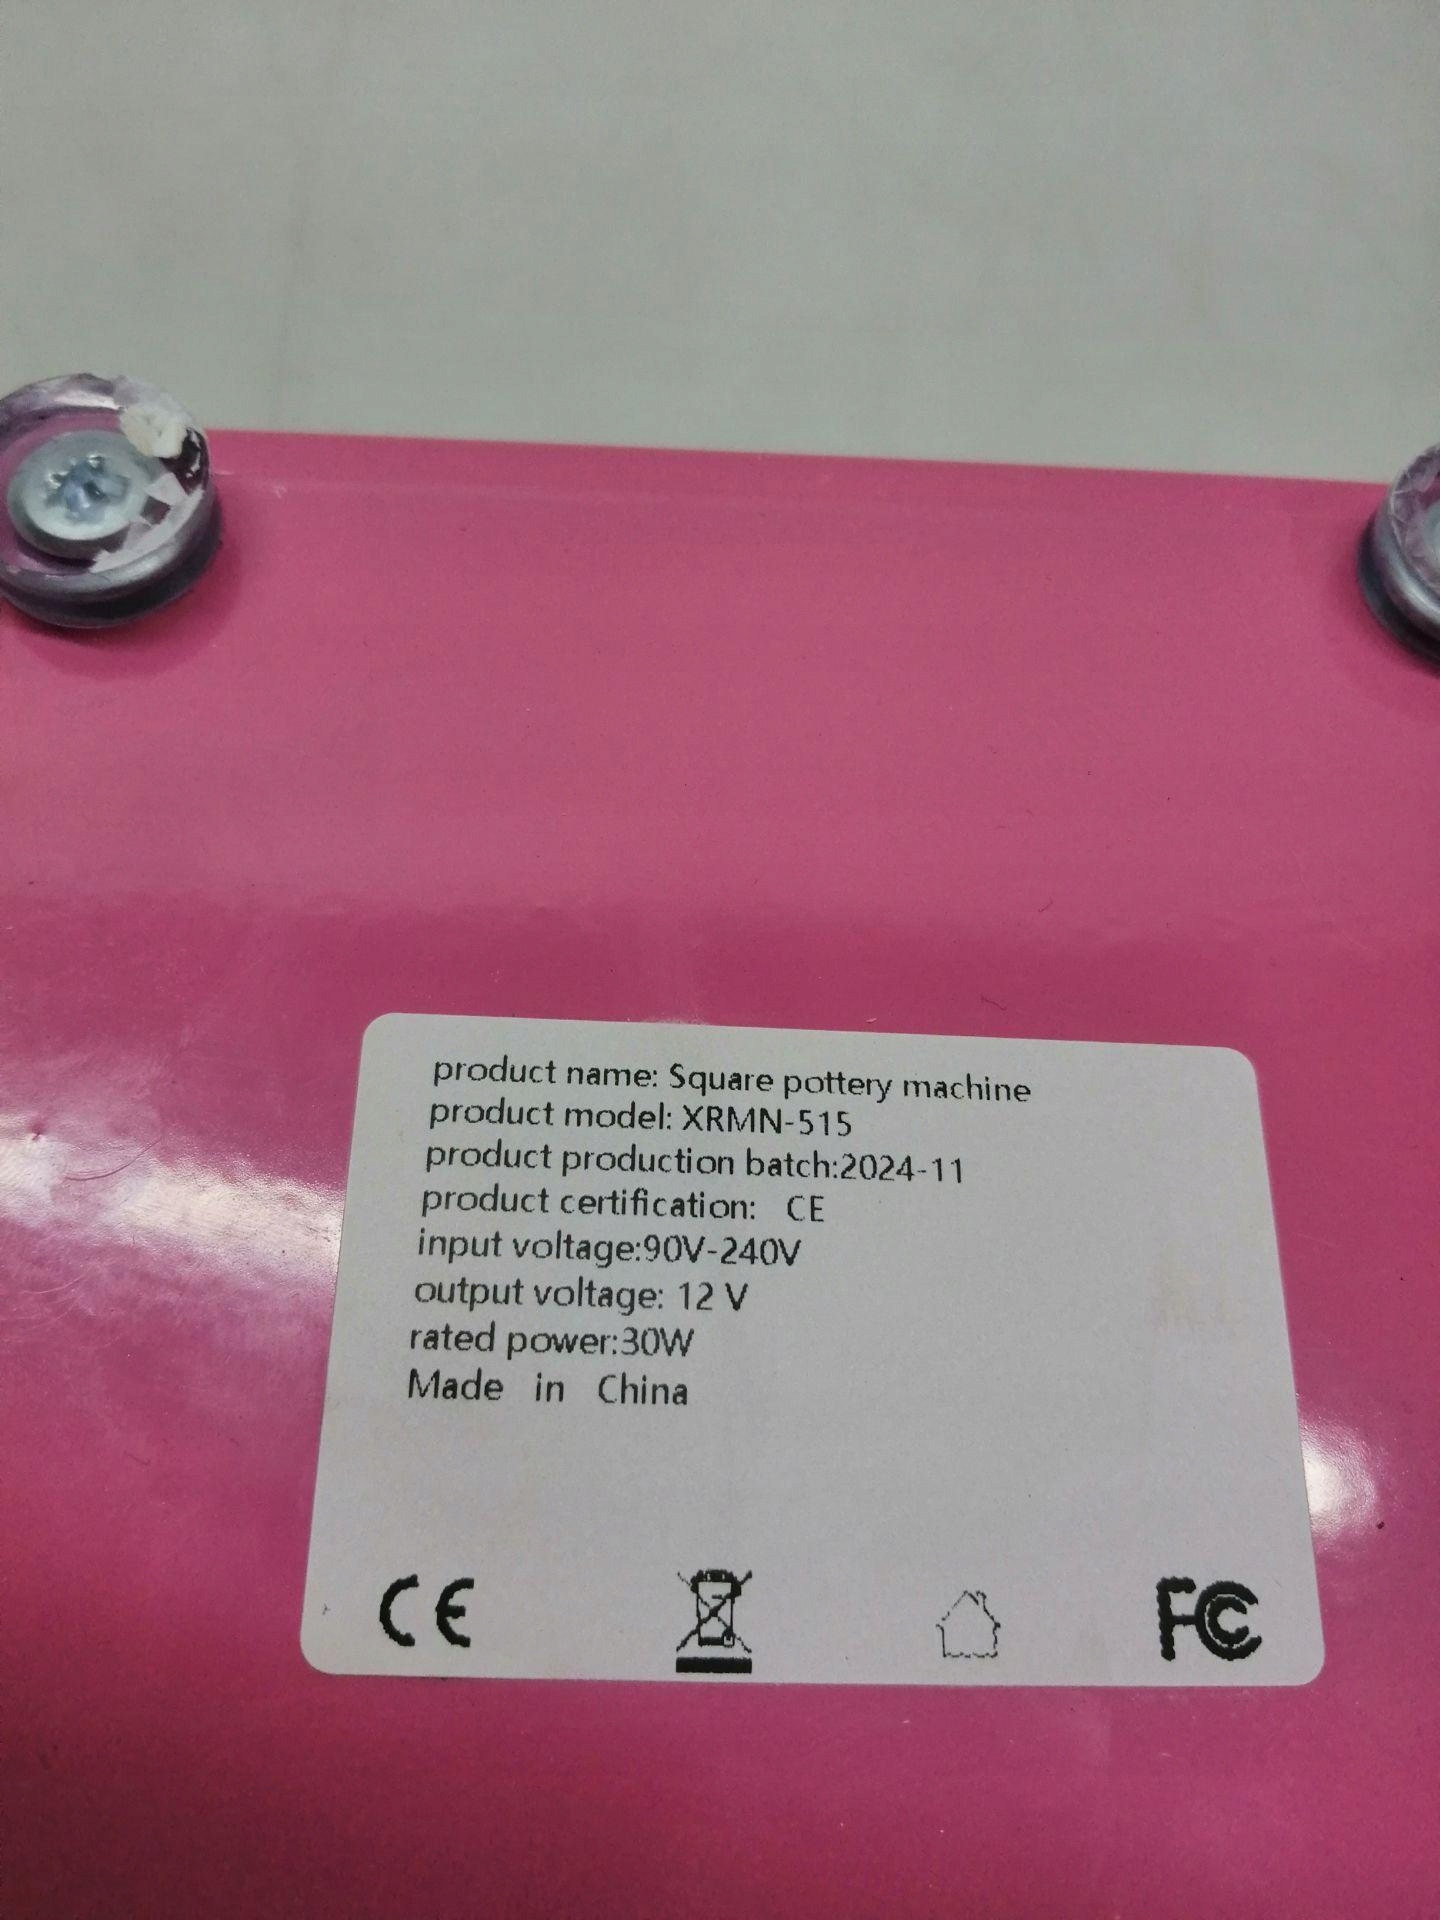 product name: Square pottery machine
product model: XRMN-515
product production batch:2024-11
product certification: CE
input voltage:90V-240V
output voltage: 12 V
rated power:30W
Made in China
CE FC